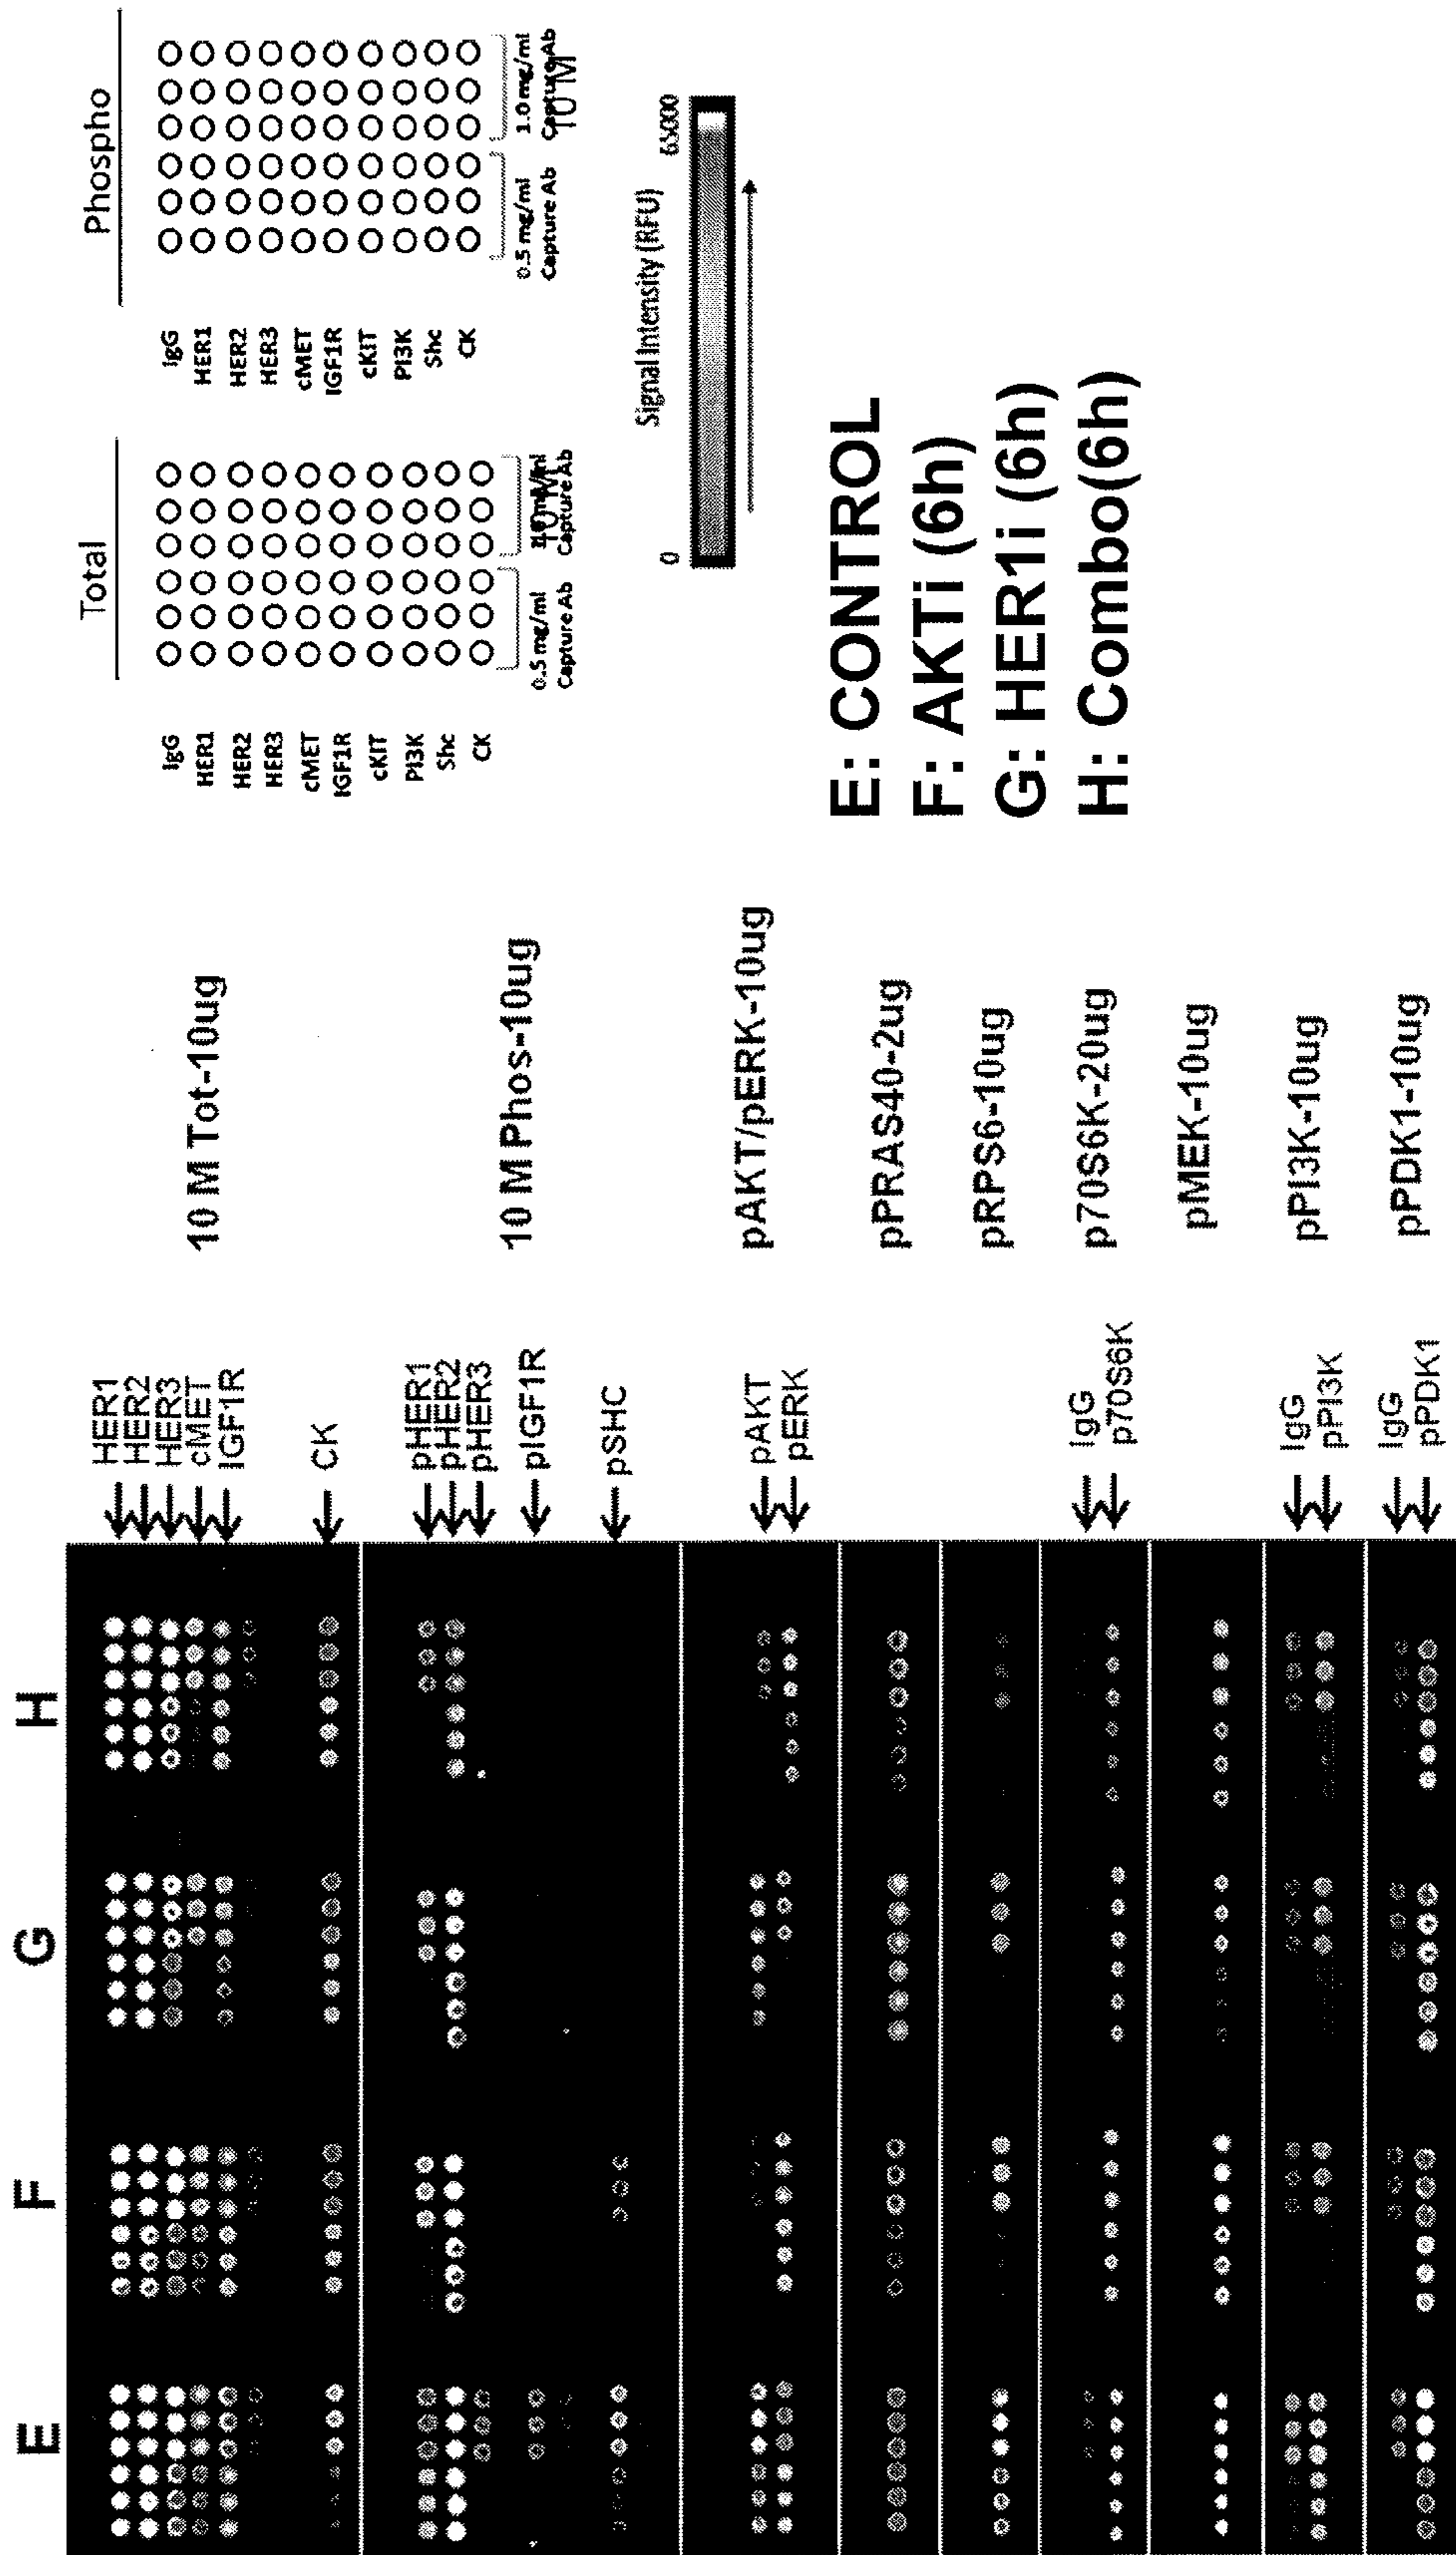 E
F
G
H
HER1
HER2
HER3
cMET
IGF1R
CK
10 M Tot-10ug
pHER1
pHER2
pHER3
pIGF1R
pSHC
10 M Phos-10ug
pAKT
pERK
pAKT/pERK-10ug
pPRAS40-2ug
pRPS6-10ug
IgG
p70S6K
p70S6K-20ug
pMEK-10ug
IgG
pPI3K
pPI3K-10ug
IgG
pPDK1
pPDK1-10ug
Total
IgG
HER1
HER2
HER3
cMET
IGF1R
cKIT
PI3K
Shc
CK
0.5 mg/ml
Capture Ab
Capture Ab
10 M
Phospho
IgG
HER1
HER2
HER3
cMET
IGF1R
cKIT
PI3K
Shc
CK
0.5 mg/ml
Capture Ab
1.0 mg/ml
Capture Ab
10 M
Signal Intensity (RFU)
0
65000
E: CONTROL
F: AKTi (6h)
G: HER1i (6h)
H: Combo(6h)